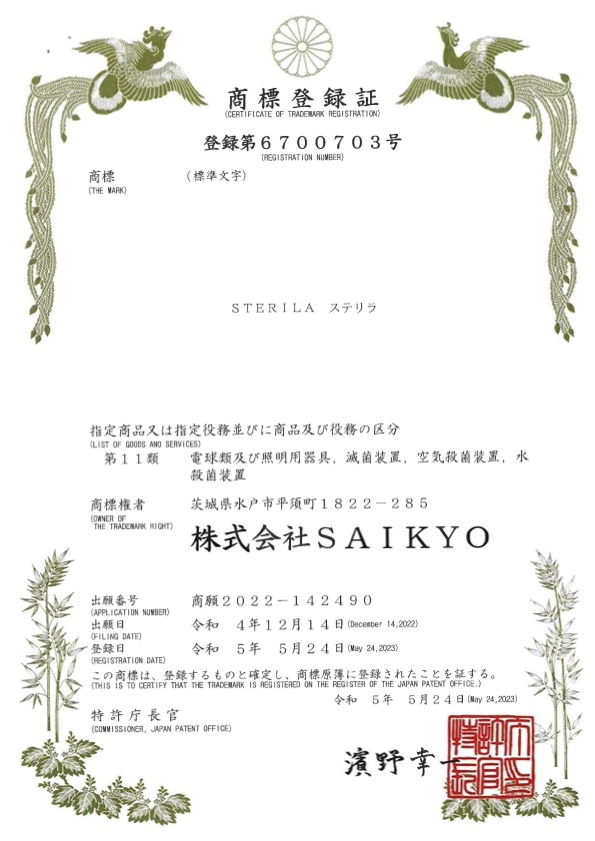 商標登録証
(CERTIFICATE OF TRADEMARK REGISTRATION)
登録第６７００７０３号
(REGISTRATION NUMBER)
商標　（標準文字）
(THE MARK)
ＳＴＥＲＩＬＡ　ステリラ
指定商品又は指定役務並びに商品及び役務の区分
(LIST OF GOODS AND SERVICES)
第１１類　電球類及び照明用器具，滅菌装置，空気殺菌装置，水
殺菌装置
商標権者　茨城県水戸市平須町１８２２－２８５
(OWNER OF
THE TRADEMARK RIGHT)
株式会社ＳＡＩＫＹＯ
出願番号　商願２０２２－１４２４９０
(APPLICATION NUMBER)
出願日　令和　４年１２月１４日(December 14,2022)
(FILING DATE)
登録日　令和　５年　５月２４日(May 24,2023)
(REGISTRATION DATE)
この商標は、登録するものと確定し、商標原簿に登録されたことを証する。
(THIS IS TO CERTIFY THAT THE TRADEMARK IS REGISTERED ON THE REGISTER OF THE JAPAN PATENT OFFICE.)
令和　５年　５月２４日(May 24,2023)
特許庁長官
(COMMISSIONER, JAPAN PATENT OFFICE)
濱野幸一
特許庁長官之印